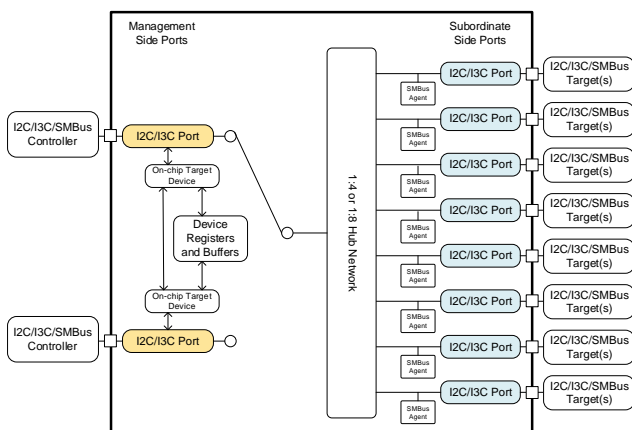 Management
Side Ports
Subordinate
Side Ports
I2C/I3C/SMBus
Controller
I2C/I3C Port
On-chip Target
Device
Device
Registers
and Buffers
On-chip Target
Device
I2C/I3C/SMBus
Controller
I2C/I3C Port
1:4 or 1:8 Hub Network
I2C/I3C Port
SMBus
Agent
I2C/I3C/SMBus
Target(s)
I2C/I3C Port
SMBus
Agent
I2C/I3C/SMBus
Target(s)
I2C/I3C Port
SMBus
Agent
I2C/I3C/SMBus
Target(s)
I2C/I3C Port
SMBus
Agent
I2C/I3C/SMBus
Target(s)
I2C/I3C Port
SMBus
Agent
I2C/I3C/SMBus
Target(s)
I2C/I3C Port
SMBus
Agent
I2C/I3C/SMBus
Target(s)
I2C/I3C Port
SMBus
Agent
I2C/I3C/SMBus
Target(s)
I2C/I3C Port
SMBus
Agent
I2C/I3C/SMBus
Target(s)